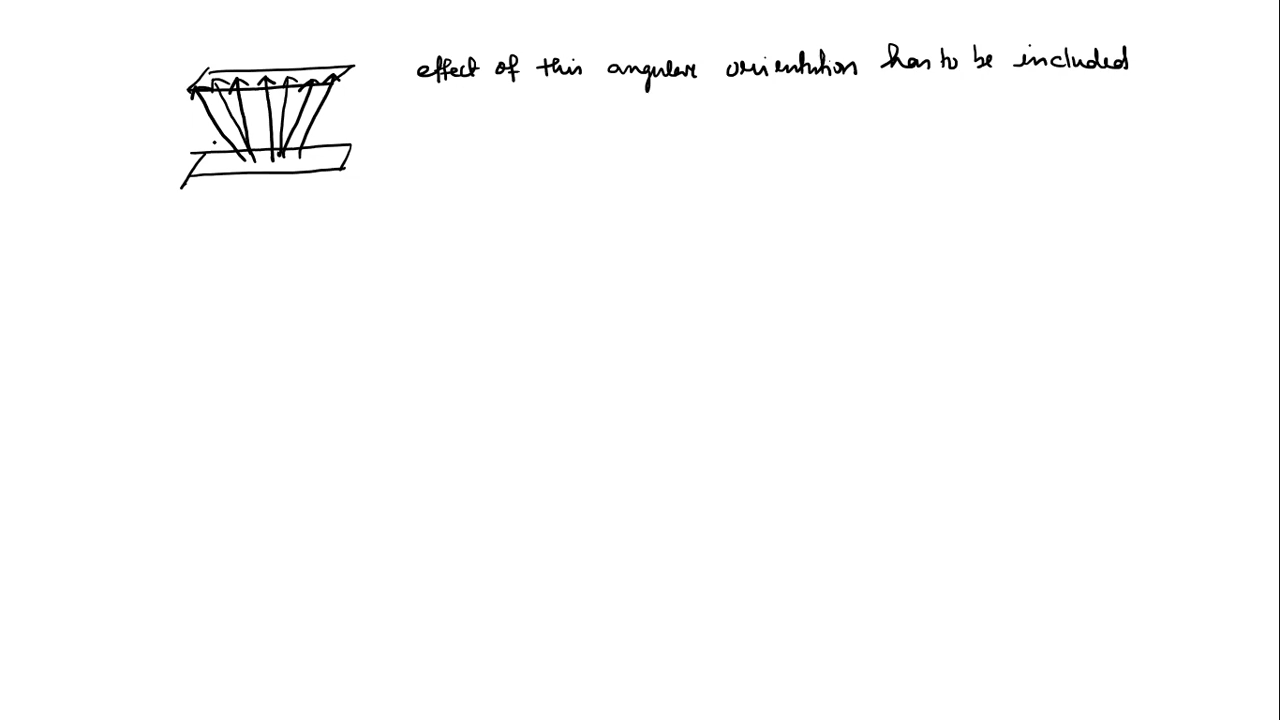 effect of this angular orientation has to be included